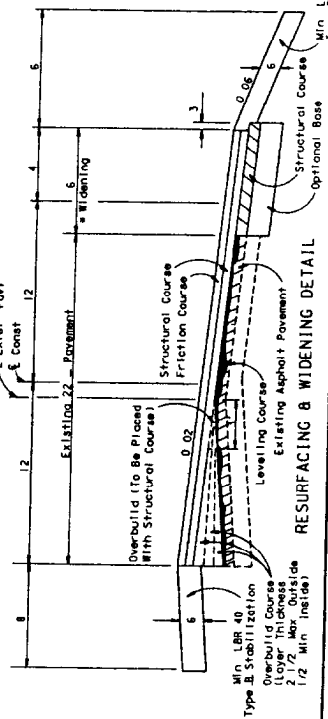 ₵ Exist Pavt
₵ Const
12
12
4
6
8
Existing 22 Pavement
6
= Widening
3
Overbuild (To Be Placed
With Structural Course)
0.02
Structural Course
Friction Course
0.06
6
6
Min LBR 40
Type B Stabilization
Overbuild Course
(Layer Thickness
2 1/2 Max Outside
1/2 Min Inside)
Leveling Course
Existing Asphalt Pavement
Structural Course
Optional Base
Min
RESURFACING & WIDENING DETAIL